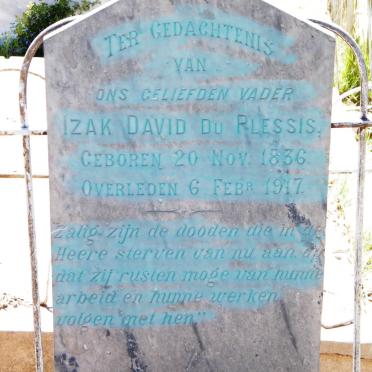 TER GEDACHTENIS
VAN
ONS GELIEFDEN VADER
IZAK DAVID DU PLESSIS.
GEBOREN 20 NOV. 1836.
OVERLEDEN 6 FEBR 1917.
Zalig zijn de dooden die in de
Heere sterven van nu aan, op
dat zij rusten moge van hunne
arbeid en hunne werken
volgen met hen"